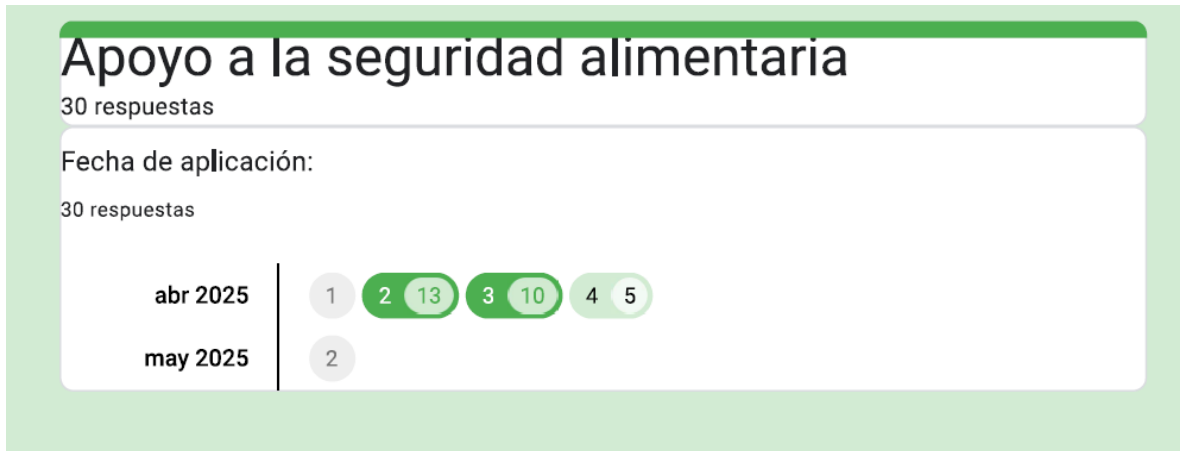 Apoyo a la seguridad alimentaria
30 respuestas
Fecha de aplicación:
30 respuestas
abr 2025 1 2 13 3 10 4 5
may 2025 2